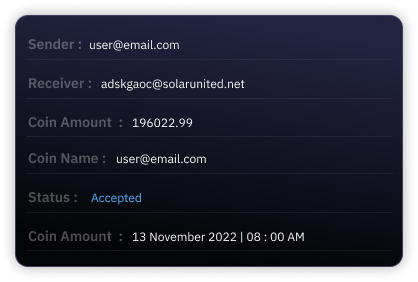 Sender : user@email.com
Receiver : adskgaoc@solarunited.net
Coin Amount : 196022.99
Coin Name : user@email.com
Status : Accepted
Coin Amount : 13 November 2022 | 08 : 00 AM